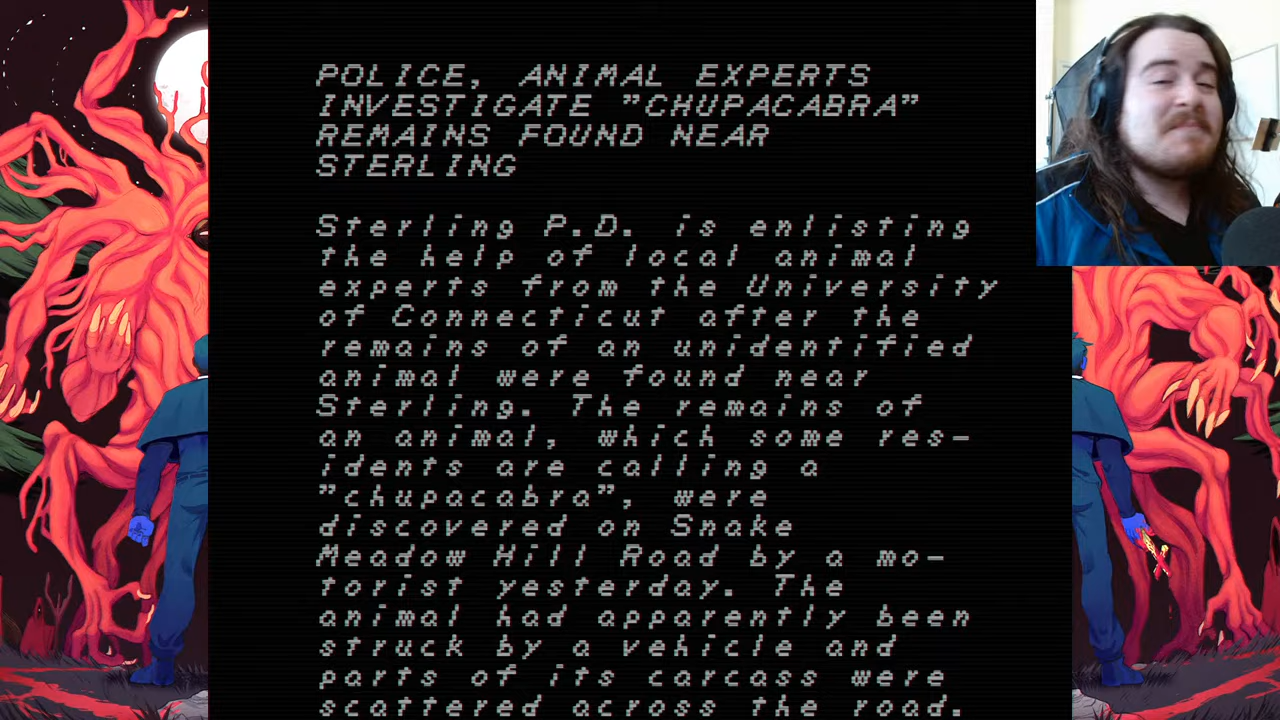 POLICE, ANIMAL EXPERTS
INVESTIGATE "CHUPACABRA"
REMAINS FOUND NEAR
STERLING
Sterling P.D. is enlisting
the help of local animal
experts from the University
of Connecticut after the
remains of an unidentified
animal were found near
Sterling. The remains of
an animal, which some res-
idents are calling a
"chupacabra", were
discovered on Snake
Meadow Hill Road by a mo-
torist yesterday. The
animal had apparently been
struck by a vehicle and
parts of its carcass were
scattered across the road.